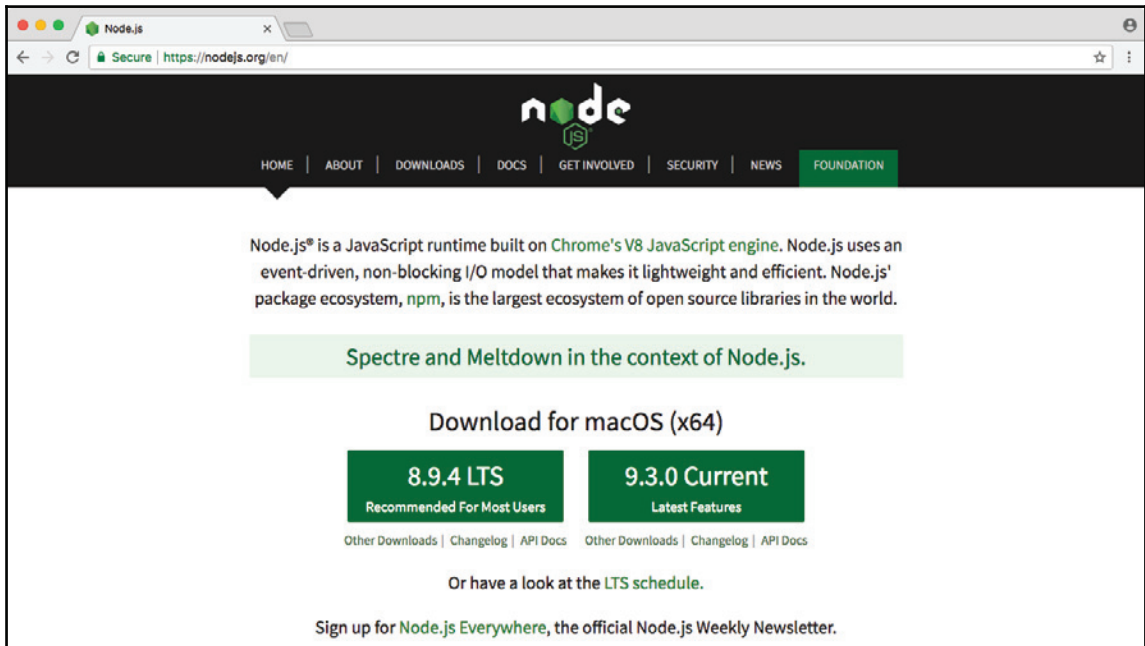 Node.js
Secure | https://nodejs.org/en/
node
JS
HOME | ABOUT | DOWNLOADS | DOCS | GET INVOLVED | SECURITY | NEWS FOUNDATION
Node.js® is a JavaScript runtime built on Chrome's V8 JavaScript engine. Node.js uses an
event-driven, non-blocking I/O model that makes it lightweight and efficient. Node.js'
package ecosystem, npm, is the largest ecosystem of open source libraries in the world.
Spectre and Meltdown in the context of Node.js.
Download for macOS (x64)
8.9.4 LTS
Recommended For Most Users
9.3.0 Current
Latest Features
Other Downloads | Changelog | API Docs
Other Downloads | Changelog | API Docs
Or have a look at the LTS schedule.
Sign up for Node.js Everywhere, the official Node.js Weekly Newsletter.